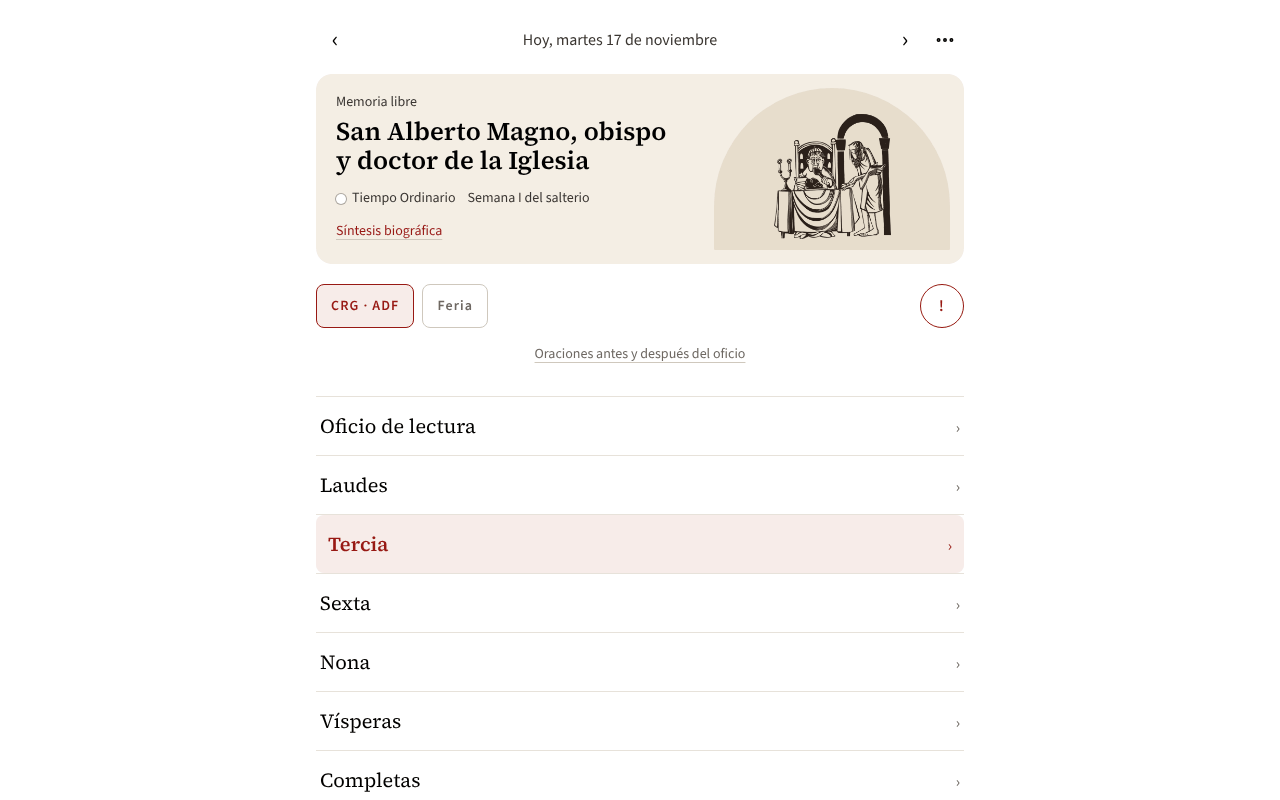 ‹ Hoy, martes 17 de noviembre › •••
Memoria libre
San Alberto Magno, obispo
y doctor de la Iglesia
Tiempo Ordinario Semana I del salterio
Síntesis biográfica
CRG · ADF Feria !
Oraciones antes y después del oficio
Oficio de lectura ›
Laudes ›
Tercia ›
Sexta ›
Nona ›
Vísperas ›
Completas ›